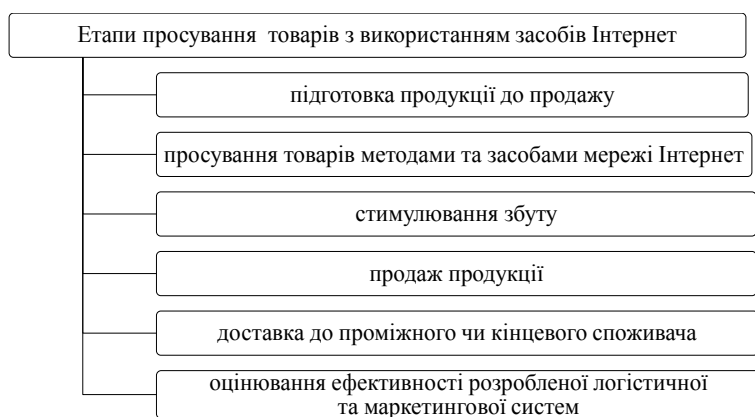 Етапи просування товарів з використанням засобів Інтернет
підготовка продукції до продажу
просування товарів методами та засобами мережі Інтернет
стимулювання збуту
продаж продукції
доставка до проміжного чи кінцевого споживача
оцінювання ефективності розробленої логістичної
та маркетингової систем